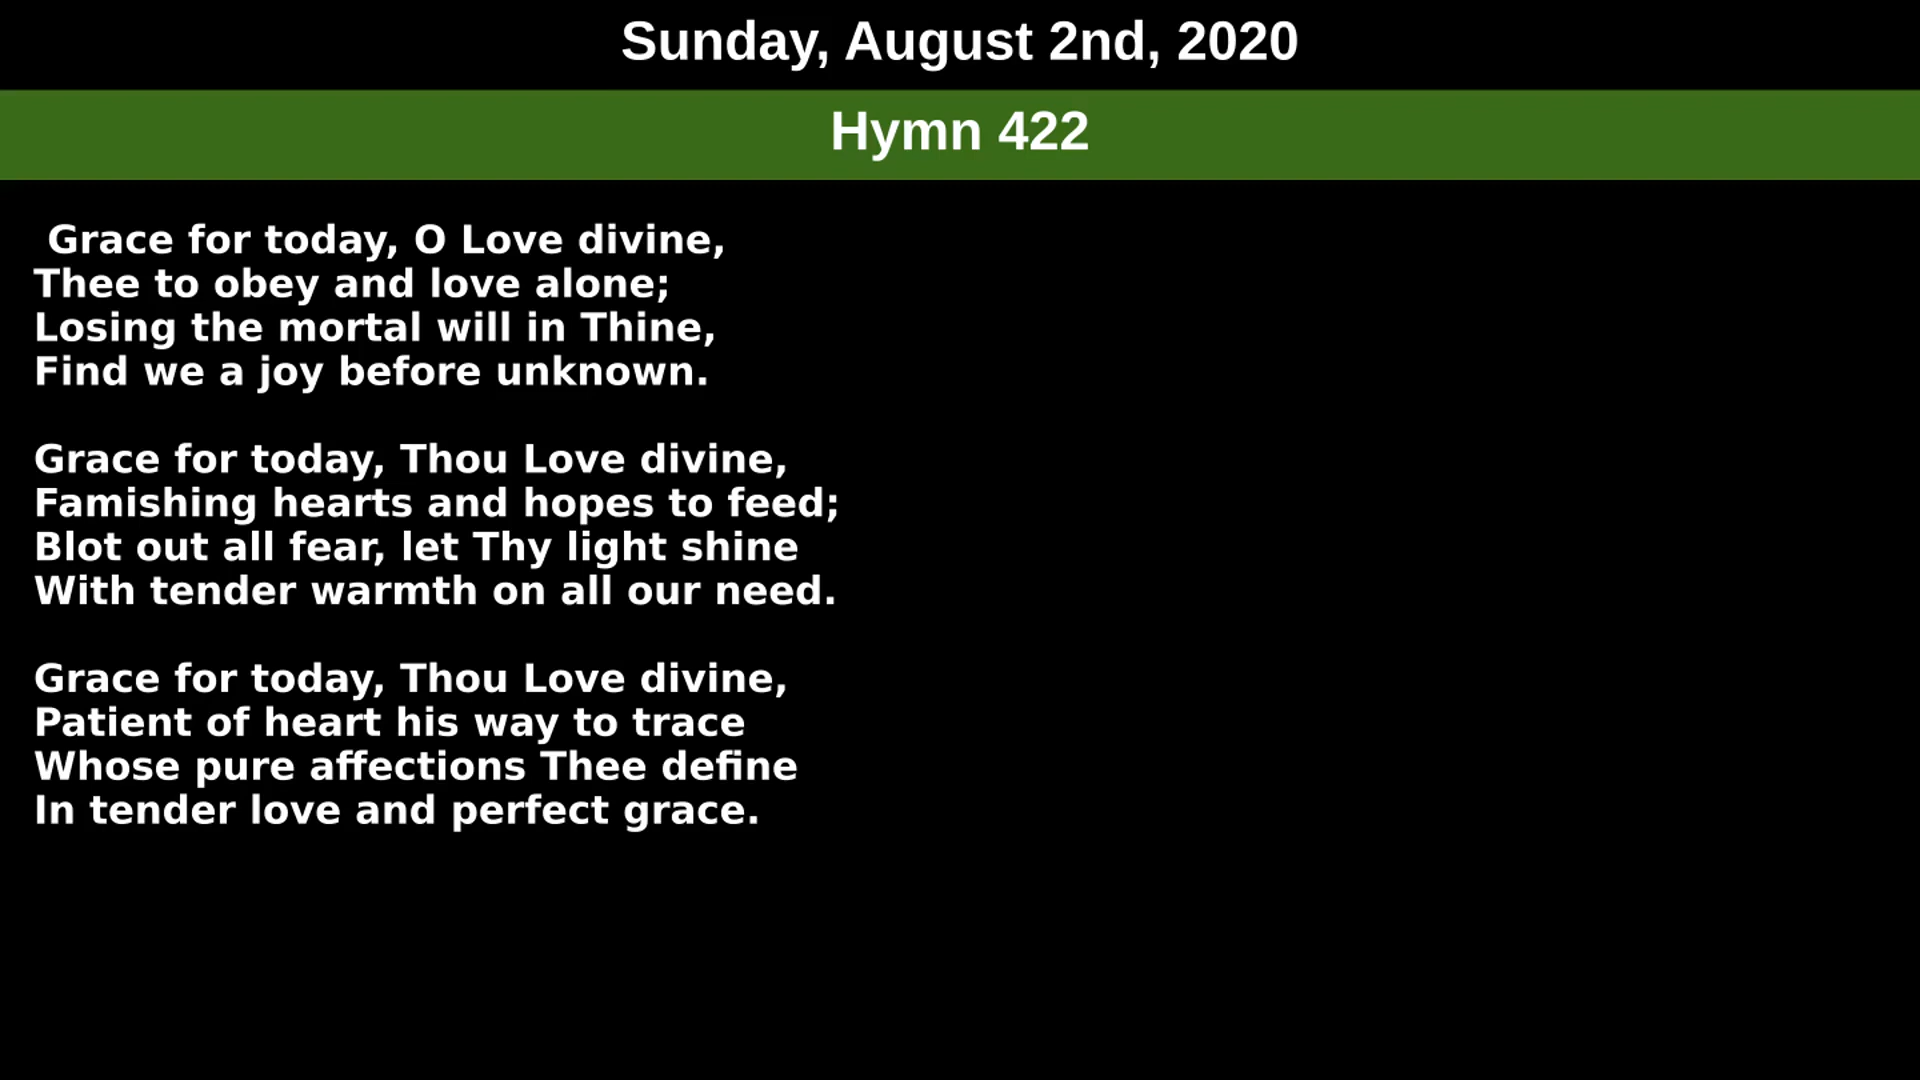 Sunday, August 2nd, 2020
Hymn 422
Grace for today, O Love divine,
Thee to obey and love alone;
Losing the mortal will in Thine,
Find we a joy before unknown.
Grace for today, Thou Love divine,
Famishing hearts and hopes to feed;
Blot out all fear, let Thy light shine
With tender warmth on all our need.
Grace for today, Thou Love divine,
Patient of heart his way to trace
Whose pure affections Thee define
In tender love and perfect grace.